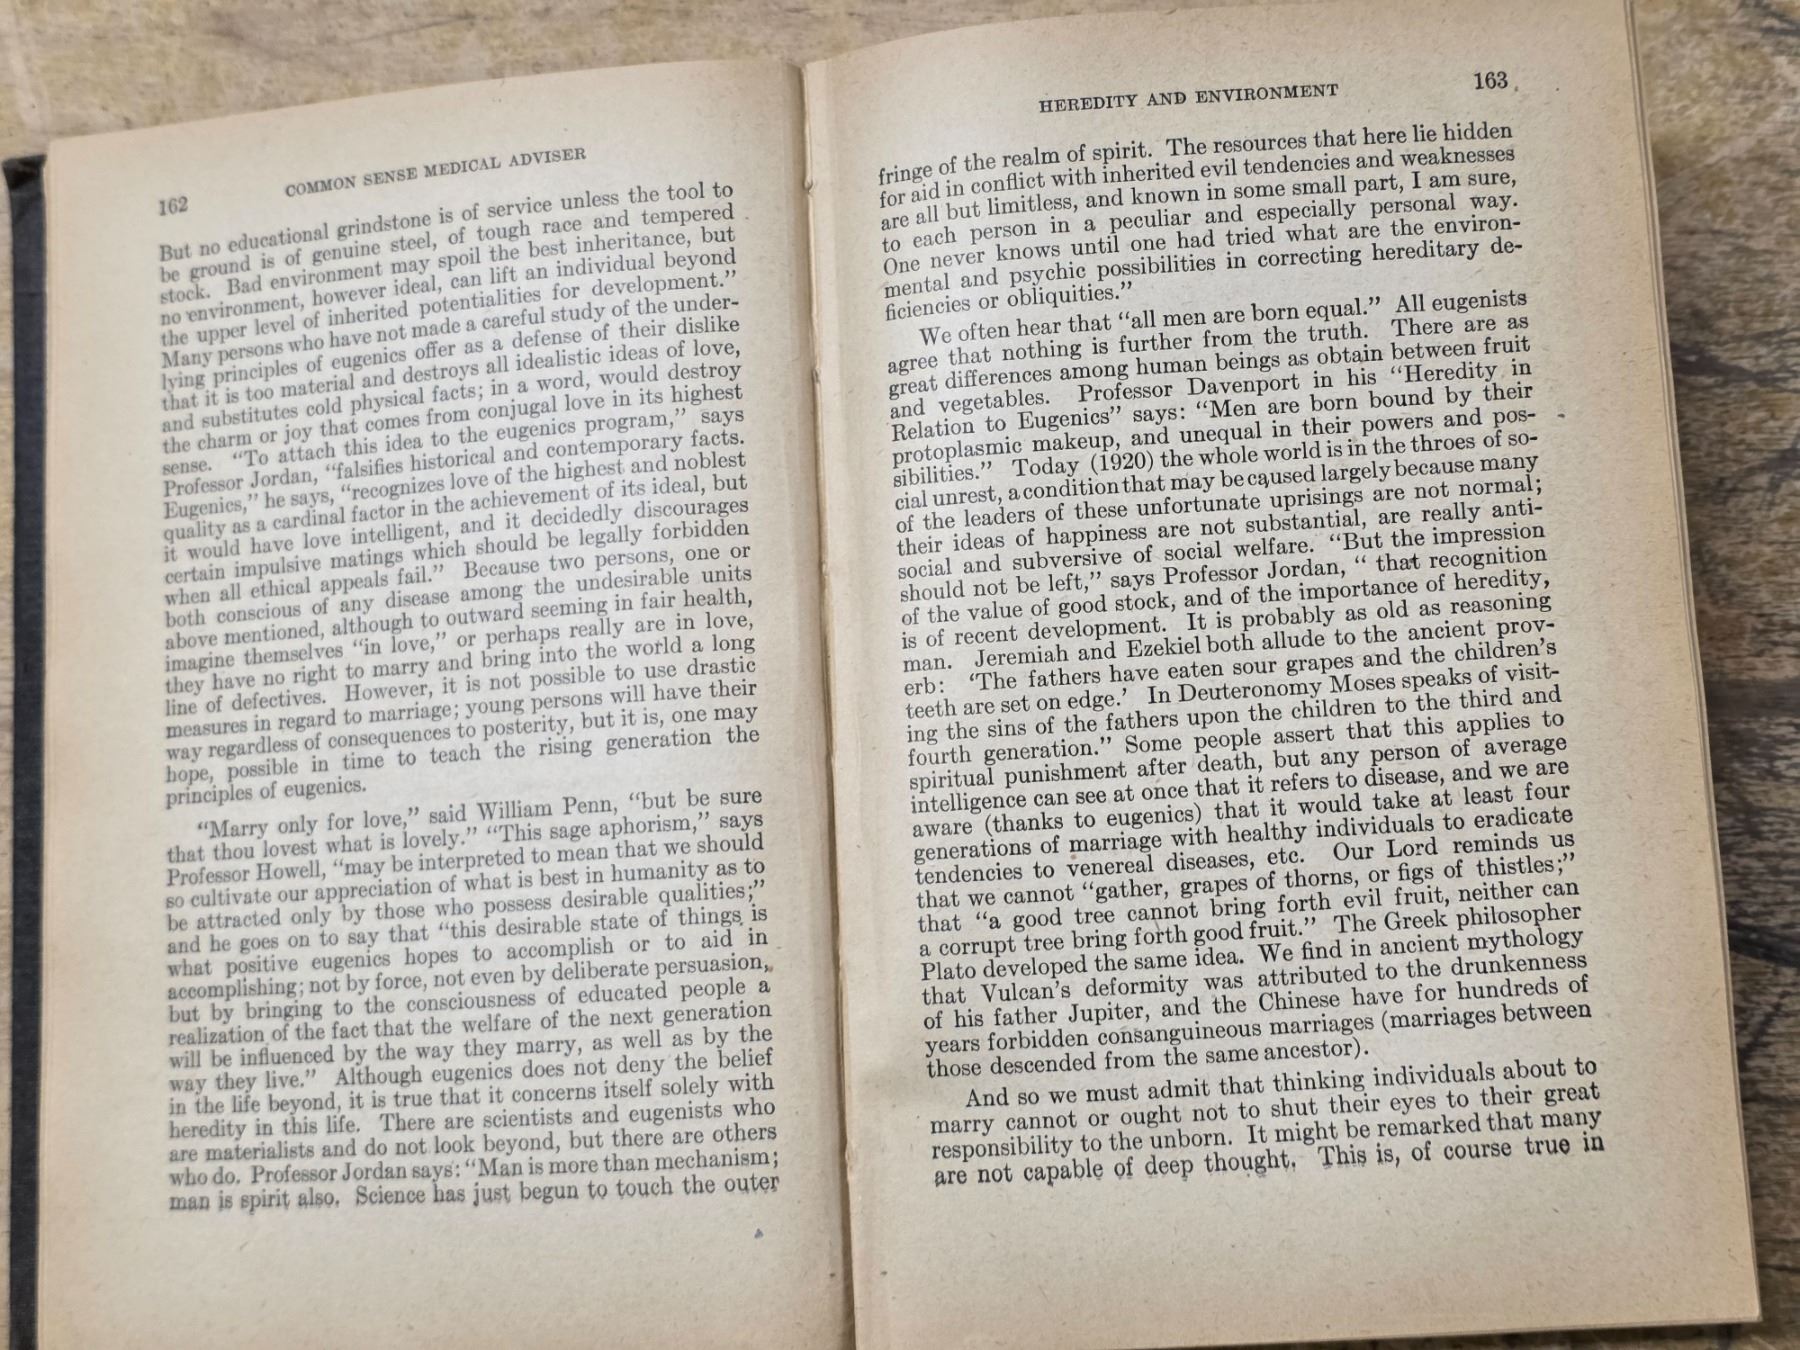 162
COMMON SENSE MEDICAL ADVISER
But no educational grindstone is of service unless the tool to
be ground is of genuine steel, of tough race and tempered
stock. Bad environment may spoil the best inheritance, but
no environment, however ideal, can lift an individual beyond
the upper level of inherited potentialities for development.”
Many persons who have not made a careful study of the under-
lying principles of eugenics offer as a defense of their dislike
that it is too material and destroys all idealistic ideas of love,
and substitutes cold physical facts; in a word, would destroy
the charm or joy that comes from conjugal love in its highest
sense. “To attach this idea to the eugenics program,” says
Professor Jordan, “falsifies historical and contemporary facts.
Eugenics,” he says, “recognizes love of the highest and noblest
quality as a cardinal factor in the achievement of its ideal, but
it would have love intelligent, and it decidedly discourages
certain impulsive matings which should be legally forbidden
when all ethical appeals fail.” Because two persons, one or
both conscious of any disease among the undesirable units
above mentioned, although to outward seeming in fair health,
imagine themselves “in love,” or perhaps really are in love,
they have no right to marry and bring into the world a long
line of defectives. However, it is not possible to use drastic
measures in regard to marriage; young persons will have their
way regardless of consequences to posterity, but it is, one may
hope, possible in time to teach the rising generation the
principles of eugenics.
“Marry only for love,” said William Penn, “but be sure
that thou lovest what is lovely.” “This sage aphorism,” says
Professor Howell, “may be interpreted to mean that we should
so cultivate our appreciation of what is best in humanity as to
be attracted only by those who possess desirable qualities;”
and he goes on to say that “this desirable state of things is
what positive eugenics hopes to accomplish or to aid in
accomplishing; not by force, not even by deliberate persuasion,
but by bringing to the consciousness of educated people a
realization of the fact that the welfare of the next generation
will be influenced by the way they marry, as well as by the
way they live.” Although eugenics does not deny the belief
in the life beyond, it is true that it concerns itself solely with
heredity in this life. There are scientists and eugenists who
are materialists and do not look beyond, but there are others
who do. Professor Jordan says: “Man is more than mechanism;
man is spirit also. Science has just begun to touch the outer
HEREDITY AND ENVIRONMENT
163
fringe of the realm of spirit. The resources that here lie hidden
for aid in conflict with inherited evil tendencies and weaknesses
are all but limitless, and known in some small part, I am sure,
to each person in a peculiar and especially personal way.
One never knows until one had tried what are the environ-
mental and psychic possibilities in correcting hereditary de-
ficiencies or obliquities.”
We often hear that “all men are born equal.” All eugenists
agree that nothing is further from the truth. There are as
great differences among human beings as obtain between fruit
and vegetables. Professor Davenport in his “Heredity in
Relation to Eugenics” says: “Men are born bound by their
protoplasmic makeup, and unequal in their powers and pos-
sibilities.” Today (1920) the whole world is in the throes of so-
cial unrest, a condition that may be caused largely because many
of the leaders of these unfortunate uprisings are not normal;
their ideas of happiness are not substantial, are really anti-
social and subversive of social welfare. “But the impression
should not be left,” says Professor Jordan, “ that recognition
of the value of good stock, and of the importance of heredity,
is of recent development. It is probably as old as reasoning
man. Jeremiah and Ezekiel both allude to the ancient prov-
erb: ‘The fathers have eaten sour grapes and the children’s
teeth are set on edge.’ In Deuteronomy Moses speaks of visit-
ing the sins of the fathers upon the children to the third and
fourth generation.” Some people assert that this applies to
spiritual punishment after death, but any person of average
intelligence can see at once that it refers to disease, and we are
aware (thanks to eugenics) that it would take at least four
generations of marriage with healthy individuals to eradicate
tendencies to venereal diseases, etc. Our Lord reminds us
that we cannot “gather, grapes of thorns, or figs of thistles;”
that “a good tree cannot bring forth evil fruit, neither can
a corrupt tree bring forth good fruit.” The Greek philosopher
Plato developed the same idea. We find in ancient mythology
that Vulcan’s deformity was attributed to the drunkenness
of his father Jupiter, and the Chinese have for hundreds of
years forbidden consanguineous marriages (marriages between
those descended from the same ancestor).
And so we must admit that thinking individuals about to
marry cannot or ought not to shut their eyes to their great
responsibility to the unborn. It might be remarked that many
are not capable of deep thought. This is, of course true in